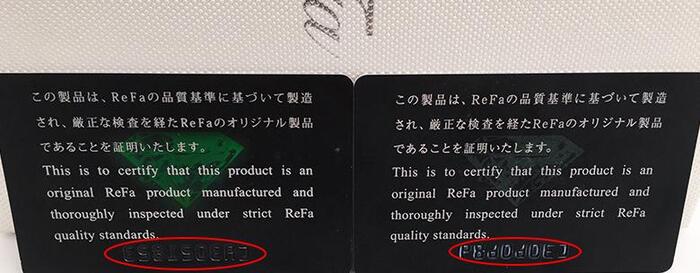 この製品は、ReFaの品質基準に基づいて製造
され、厳正な検査を経たReFaのオリジナル製品
であることを証明いたします。
This is to certify that this product is an
original ReFa product manufactured and
thoroughly inspected under strict ReFa
quality standards.
この製品は、ReFaの品質基準に基づいて製造
され、厳正な検査を経たReFaのオリジナル製品
であることを証明いたします。
This is to certify that this product is an
original ReFa product manufactured and
thoroughly inspected under strict ReFa
quality standards.